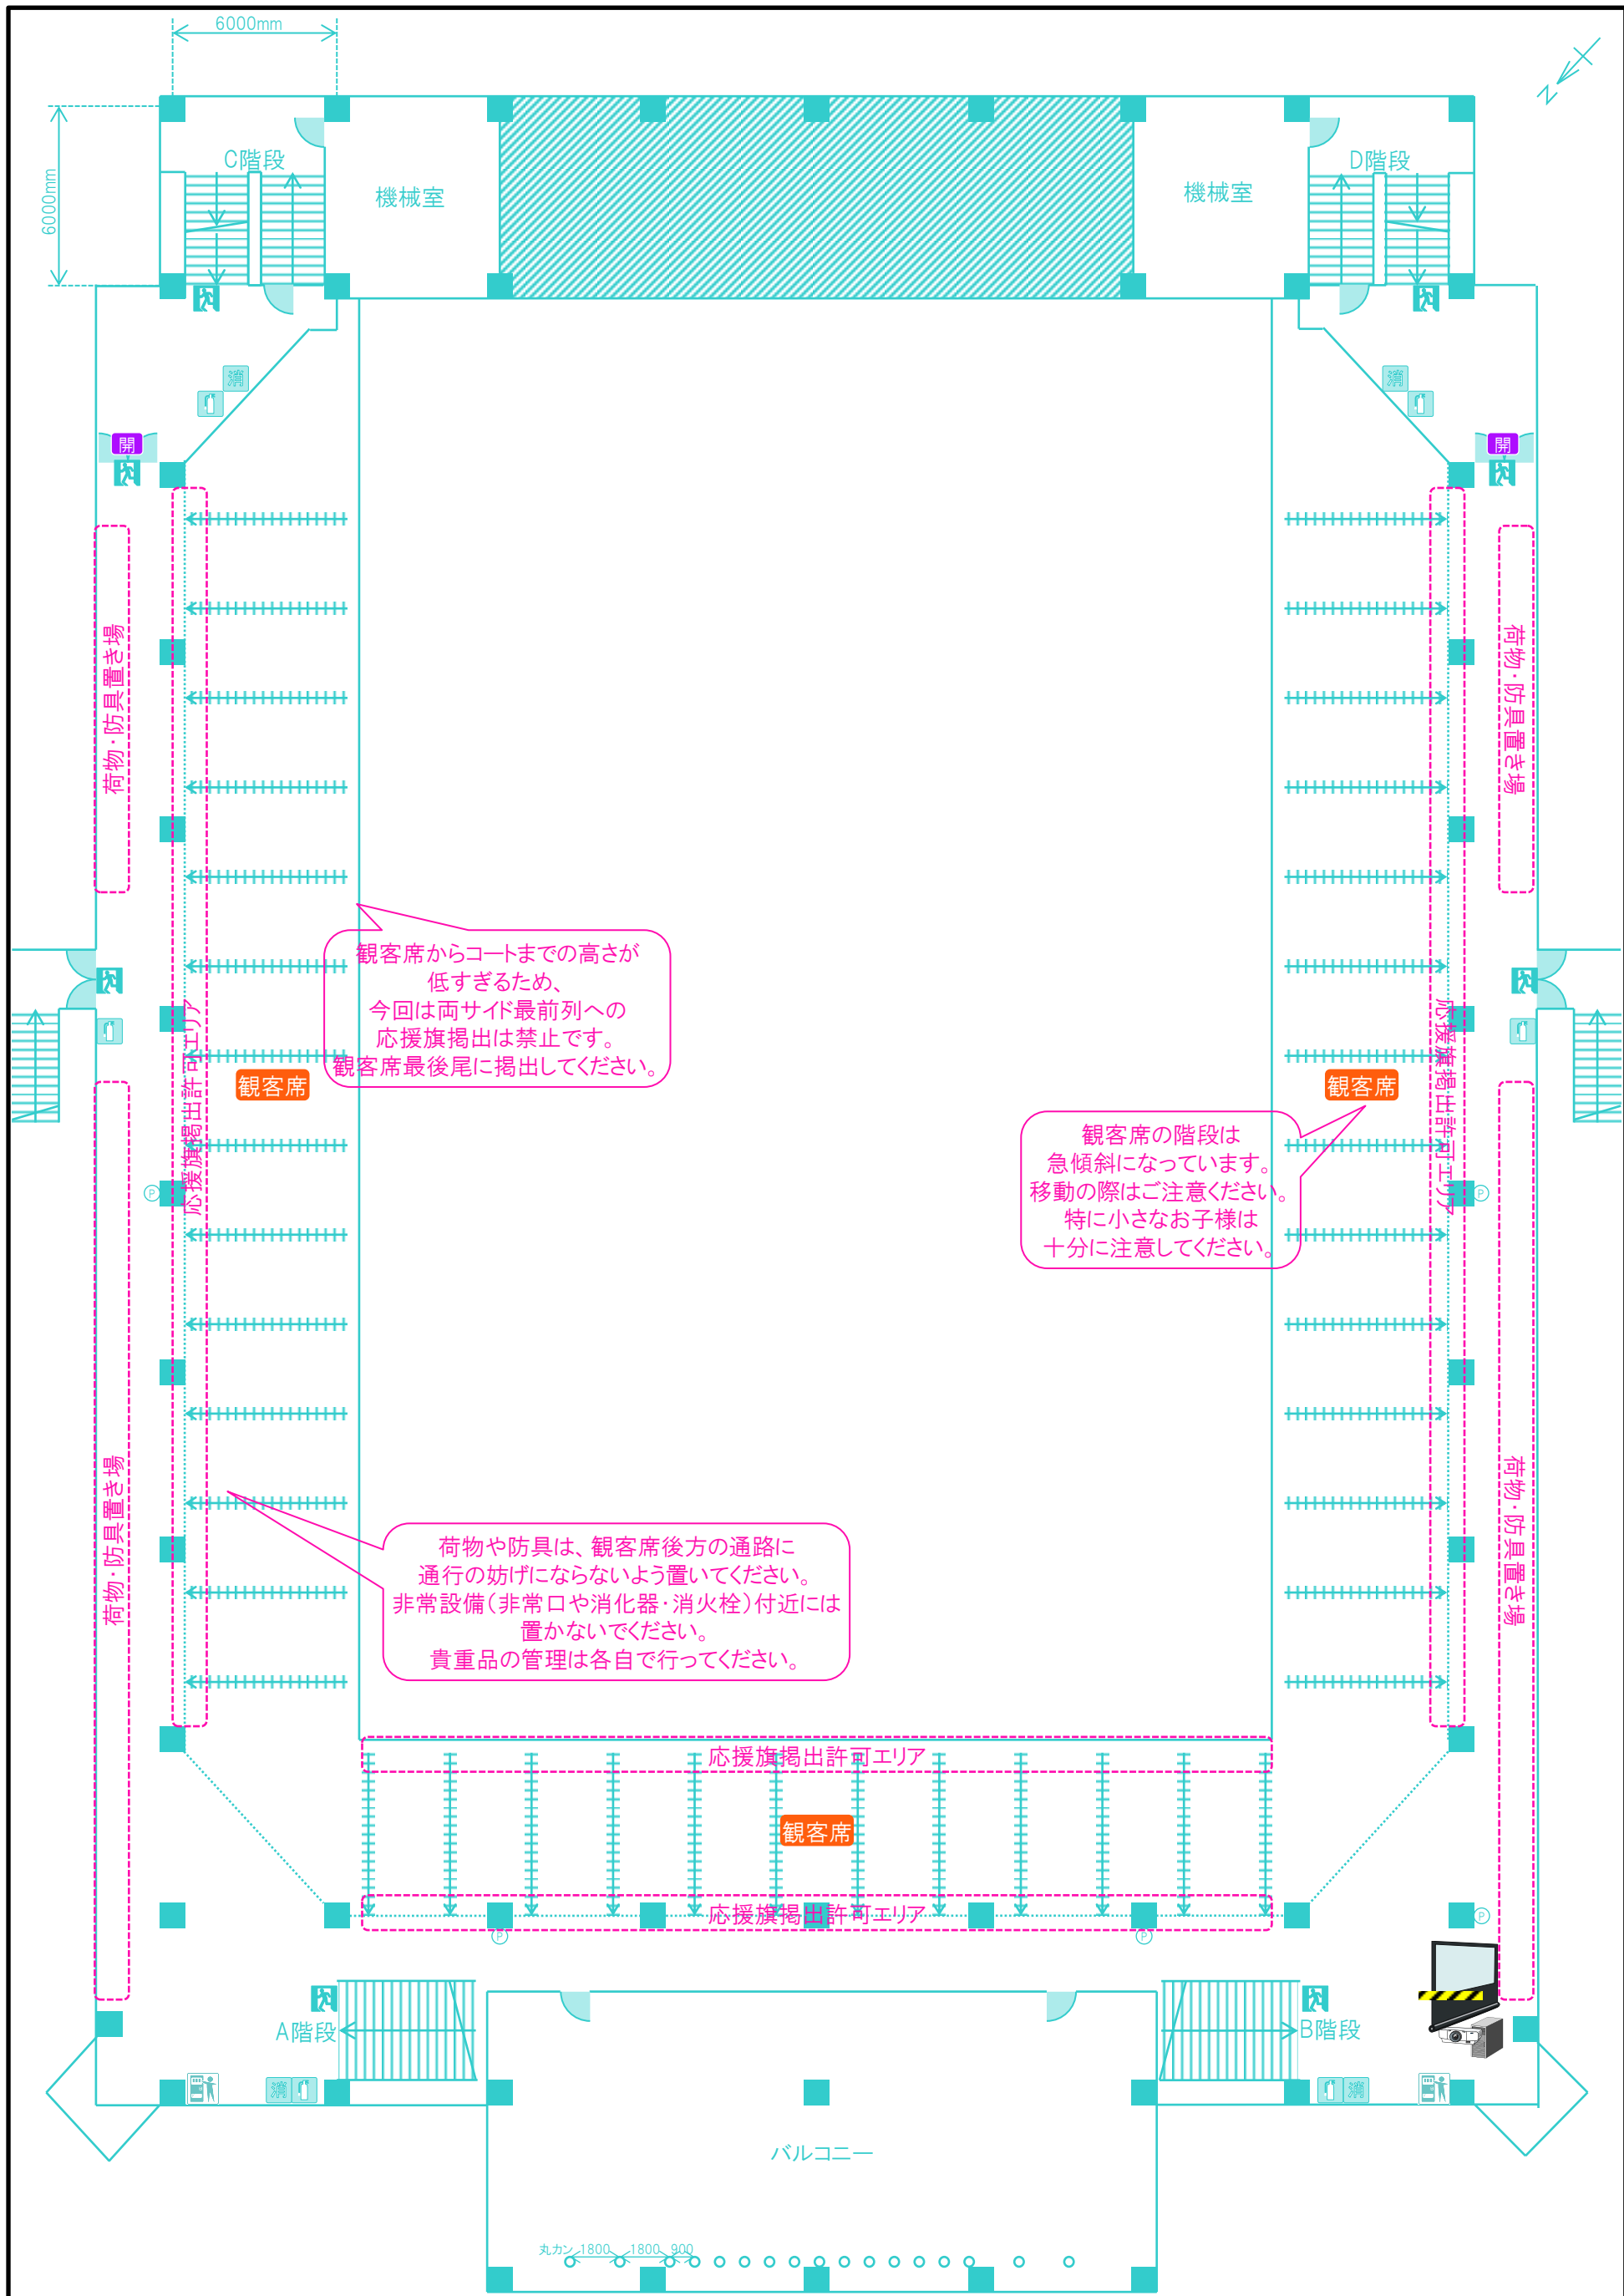 6000mm
6000mm
N
C階段
機械室
機械室
D階段
消
消
開
開
荷物・防具置き場
荷物・防具置き場
応援旗掲出許可エリア
応援旗掲出許可エリア
観客席からコートまでの高さが
低すぎるため、
今回は両サイド最前列への
応援旗掲出は禁止です。
観客席最後尾に掲出してください。
観客席
観客席
観客席の階段は
急傾斜になっています。
移動の際はご注意ください。
特に小さなお子様は
十分に注意してください。
P
P
荷物・防具置き場
荷物・防具置き場
荷物や防具は、観客席後方の通路に
通行の妨げにならないよう置いてください。
非常設備(非常口や消化器・消火栓)付近には
置かないでください。
貴重品の管理は各自で行ってください。
応援旗掲出許可エリア
観客席
応援旗掲出許可エリア
P
P
P
A階段
B階段
消
消
バルコニー
丸カン 1800 1800 900